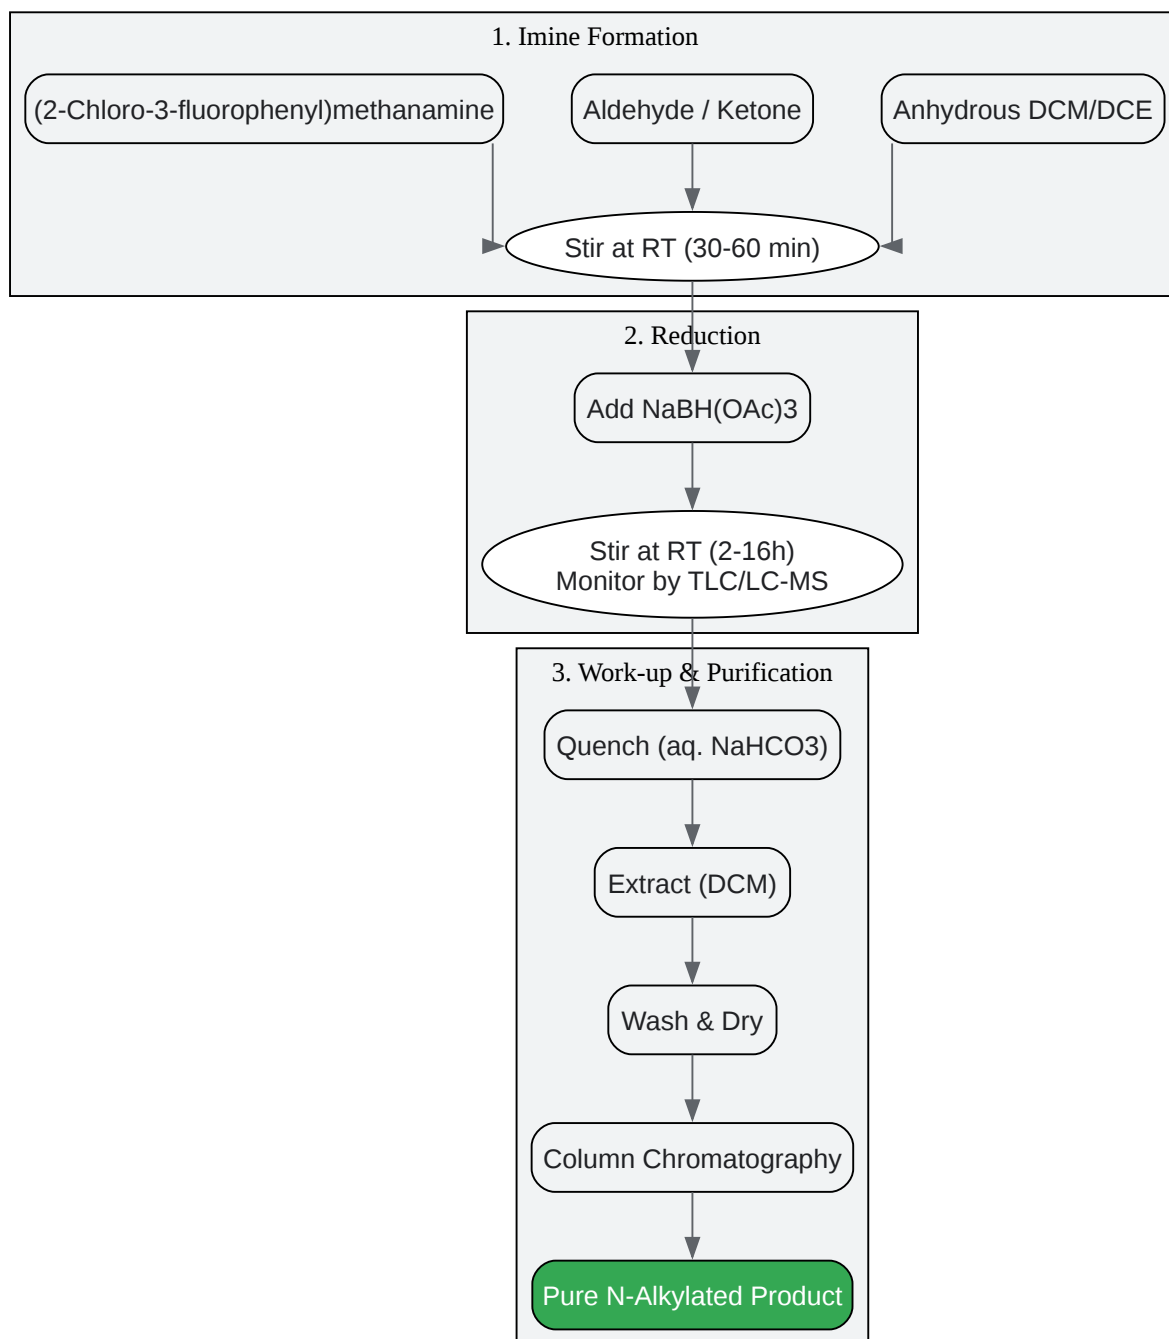 1. Imine Formation
(2-Chloro-3-fluorophenyl)methanamine
Aldehyde / Ketone
Anhydrous DCM/DCE
Stir at RT (30-60 min)
2. Reduction
Add NaBH(OAc)3
Stir at RT (2-16h)
Monitor by TLC/LC-MS
3. Work-up & Purification
Quench (aq. NaHCO3)
Extract (DCM)
Wash & Dry
Column Chromatography
Pure N-Alkylated Product